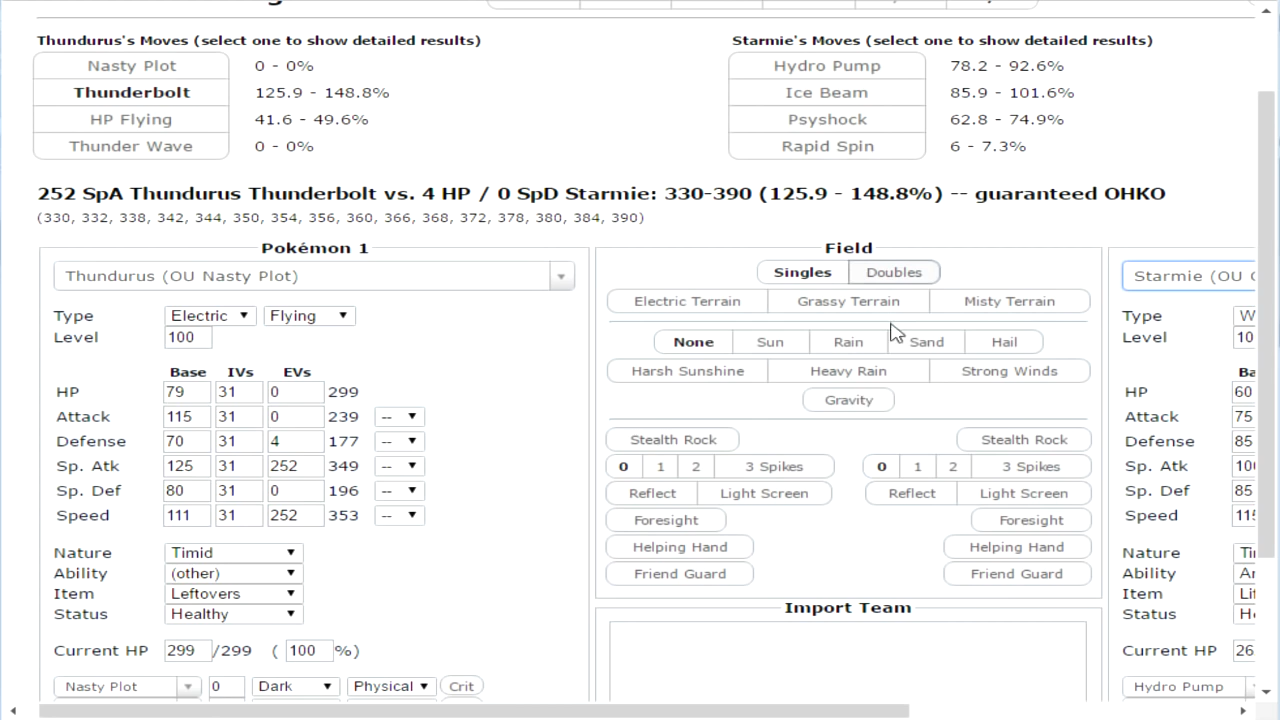 Thundurus's Moves (select one to show detailed results)
Nasty Plot 0 - 0%
Thunderbolt 125.9 - 148.8%
HP Flying 41.6 - 49.6%
Thunder Wave 0 - 0%
Starmie's Moves (select one to show detailed results)
Hydro Pump 78.2 - 92.6%
Ice Beam 85.9 - 101.6%
Psyshock 62.8 - 74.9%
Rapid Spin 6 - 7.3%
252 SpA Thundurus Thunderbolt vs. 4 HP / 0 SpD Starmie: 330-390 (125.9 - 148.8%) -- guaranteed OHKO
(330, 332, 338, 342, 344, 350, 354, 356, 360, 366, 368, 372, 378, 380, 384, 390)
Pokémon 1
Thundurus (OU Nasty Plot)
Type Electric Flying
Level 100
Base IVs EVs
HP 79 31 0 299
Attack 115 31 0 239 --
Defense 70 31 4 177 --
Sp. Atk 125 31 252 349 --
Sp. Def 80 31 0 196 --
Speed 111 31 252 353 --
Nature Timid
Ability (other)
Item Leftovers
Status Healthy
Current HP 299 /299 ( 100 %)
Nasty Plot 0 Dark Physical Crit
Field
Singles Doubles
Electric Terrain Grassy Terrain Misty Terrain
None Sun Rain Sand Hail
Harsh Sunshine Heavy Rain Strong Winds
Gravity
Stealth Rock Stealth Rock
0 1 2 3 Spikes 0 1 2 3 Spikes
Reflect Light Screen Reflect Light Screen
Foresight Foresight
Helping Hand Helping Hand
Friend Guard Friend Guard
Import Team
Starmie (OU
Type W
Level 10
Ba
HP 60
Attack 75
Defense 85
Sp. Atk 10
Sp. Def 85
Speed 11
Nature Ti
Ability
Item
Status
Current HP 26
Hydro Pump